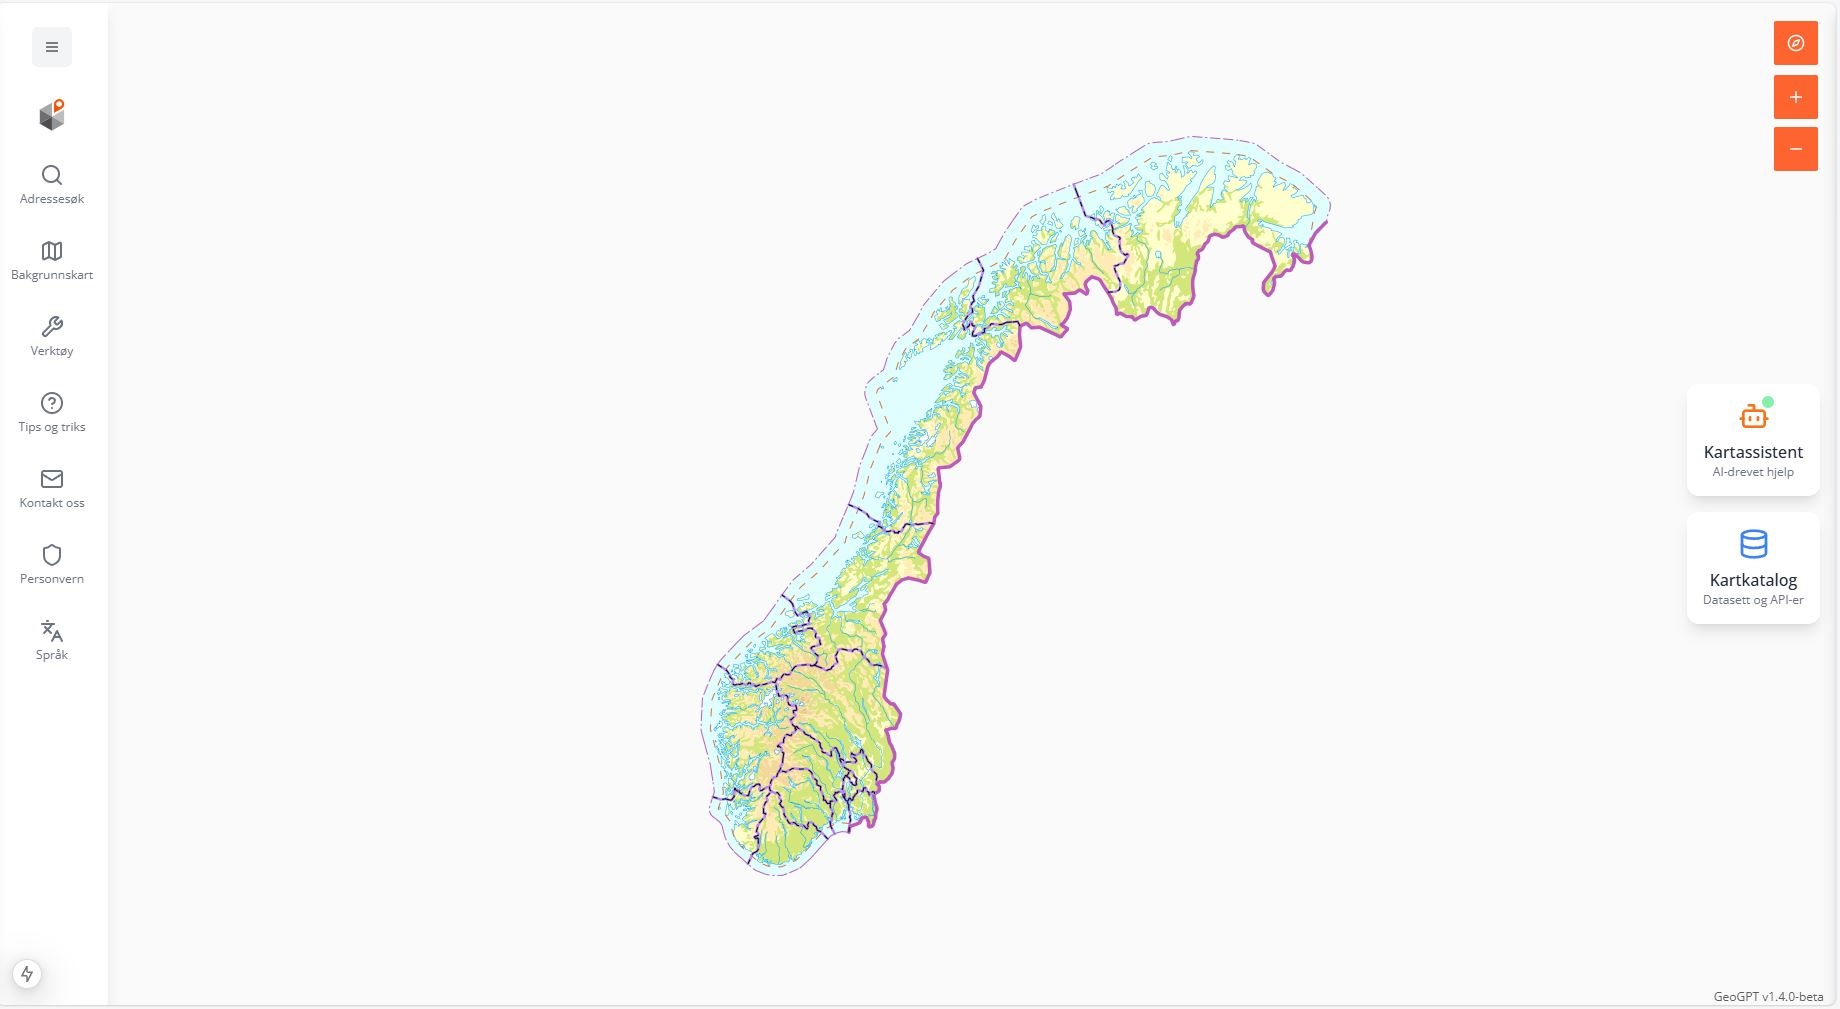 Adressesøk
Bakgrunnskart
Verktøy
Tips og triks
Kontakt oss
Personvern
Språk
Kartassistent
AI-drevet hjelp
Kartkatalog
Datasett og API-er
GeoGPT v1.4.0-beta